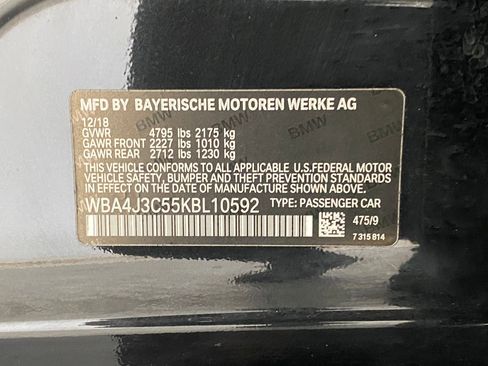 MFD BY BAYERISCHE MOTOREN WERKE AG
12/18
GVWR 4795 lbs 2175 kg
GAWR FRONT 2227 lbs 1010 kg
GAWR REAR 2712 lbs 1230 kg
THIS VEHICLE CONFORMS TO ALL APPLICABLE U.S.FEDERAL MOTOR
VEHICLE SAFETY, BUMPER AND THEFT PREVENTION STANDARDS
IN EFFECT ON THE DATE OF MANUFACTURE SHOWN ABOVE.
WBA4J3C55KBL10592 TYPE: PASSENGER CAR
475/9
7 315 814